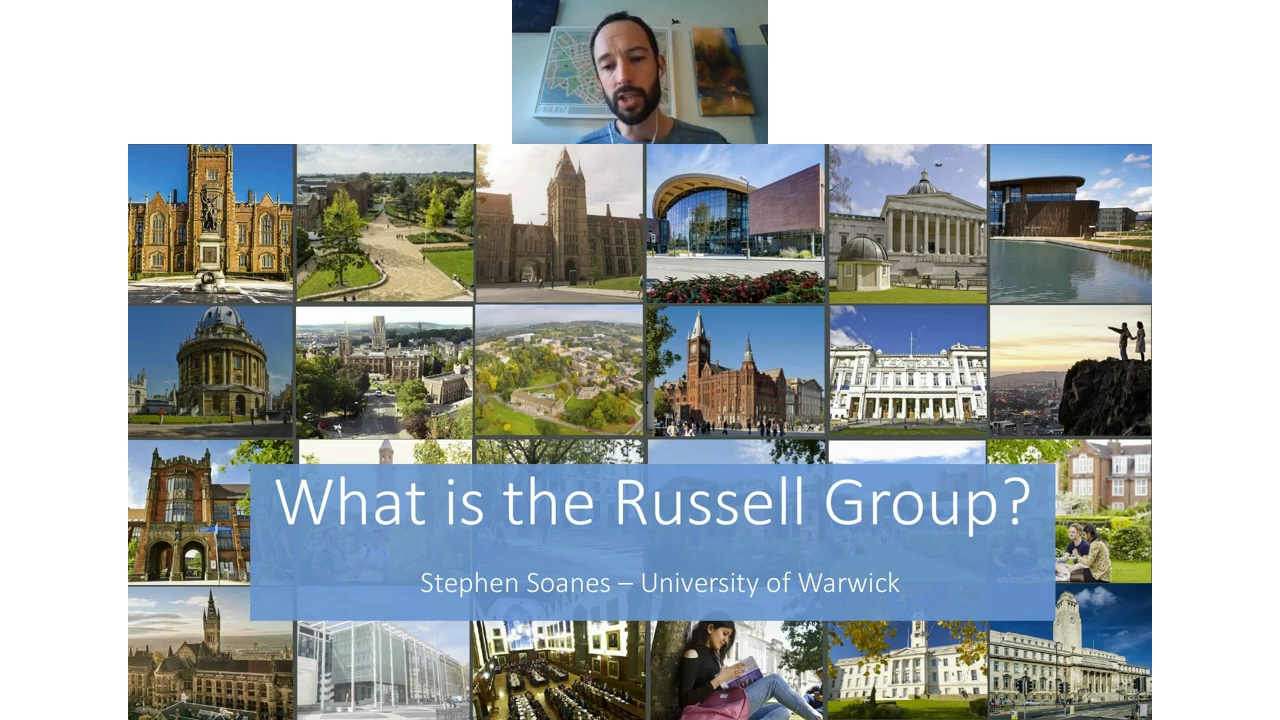 What is the Russell Group?
Stephen Soanes – University of Warwick